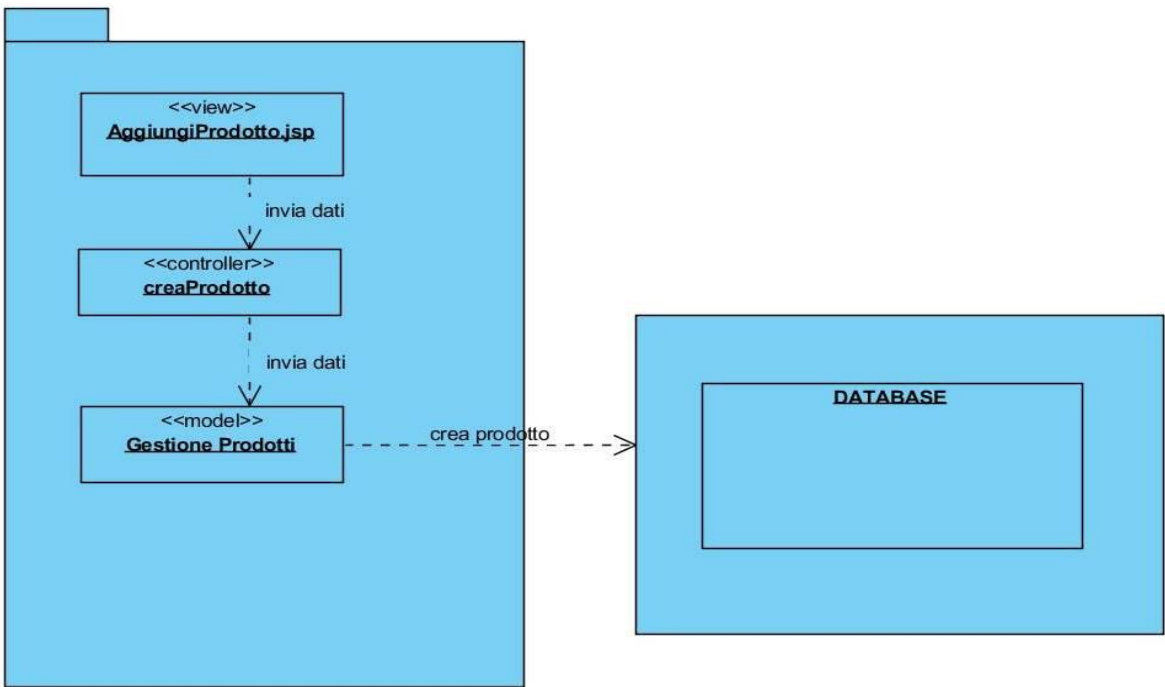 <<view>>
AggiungiProdotto.jsp
invia dati
<<controller>>
creaProdotto
invia dati
<<model>>
Gestione Prodotti
crea prodotto
DATABASE